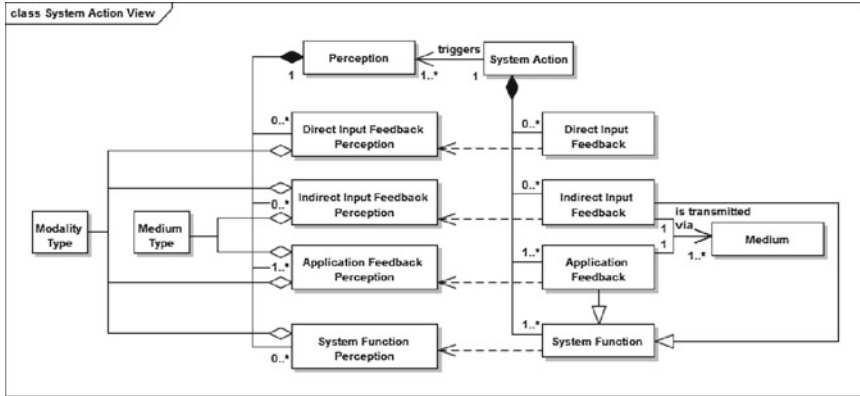 class System Action View
Perception
triggers
System Action
1
1..*
1
0..*
Direct Input Feedback
Perception
0..*
Direct Input
Feedback
0..*
Indirect Input Feedback
Perception
0..*
Indirect Input
Feedback
is transmitted
via
1
1
1..*
Medium
Modality
Type
Medium
Type
1..*
Application Feedback
Perception
1..*
Application
Feedback
0..*
System Function
Perception
1..*
System Function